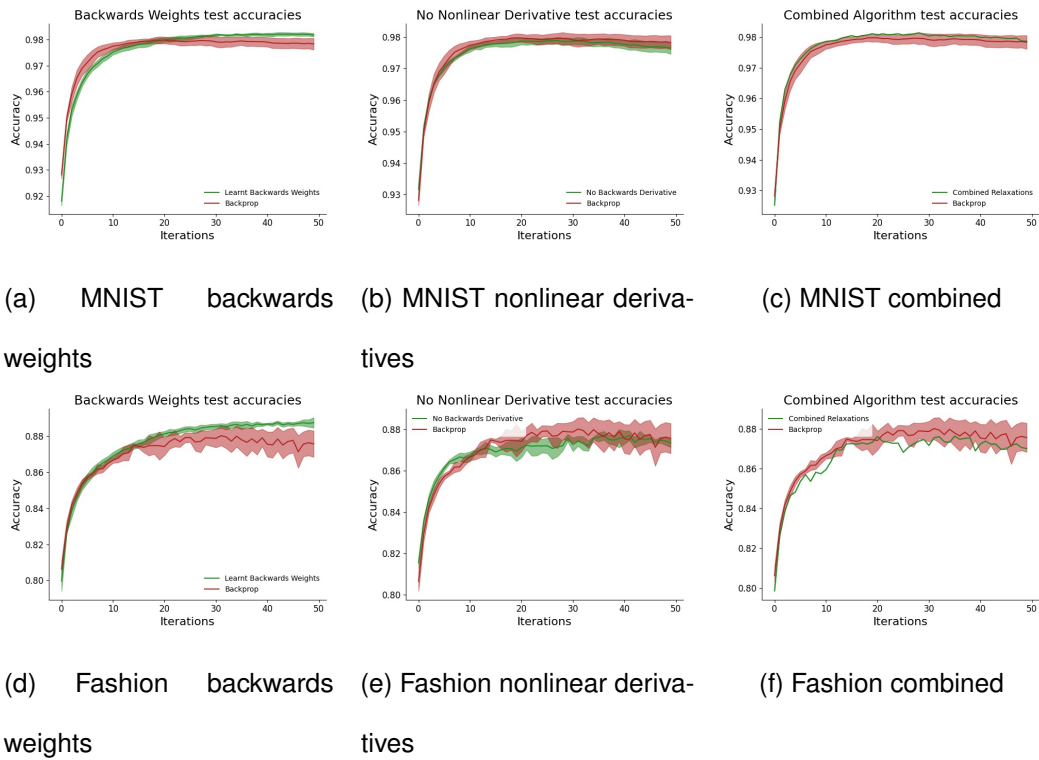 Backwards Weights test accuracies
Accuracy
0.98
0.97
0.96
0.95
0.94
0.93
0.92
Learnt Backwards Weights
Backprop
0 10 20 30 40 50
Iterations
No Nonlinear Derivative test accuracies
Accuracy
0.98
0.97
0.96
0.95
0.94
0.93
No Backwards Derivative
Backprop
0 10 20 30 40 50
Iterations
Combined Algorithm test accuracies
Accuracy
0.98
0.97
0.96
0.95
0.94
0.93
Combined Relaxations
Backprop
0 10 20 30 40 50
Iterations
(a) MNIST backwards
weights
(b) MNIST nonlinear deriva-
tives
(c) MNIST combined
Backwards Weights test accuracies
Accuracy
0.88
0.86
0.84
0.82
0.80
Learnt Backwards Weights
Backprop
0 10 20 30 40 50
Iterations
No Nonlinear Derivative test accuracies
Accuracy
0.88
0.86
0.84
0.82
0.80
No Backwards Derivative
Backprop
0 10 20 30 40 50
Iterations
Combined Algorithm test accuracies
Accuracy
0.88
0.86
0.84
0.82
0.80
Combined Relaxations
Backprop
0 10 20 30 40 50
Iterations
(d) Fashion backwards
weights
(e) Fashion nonlinear deriva-
tives
(f) Fashion combined